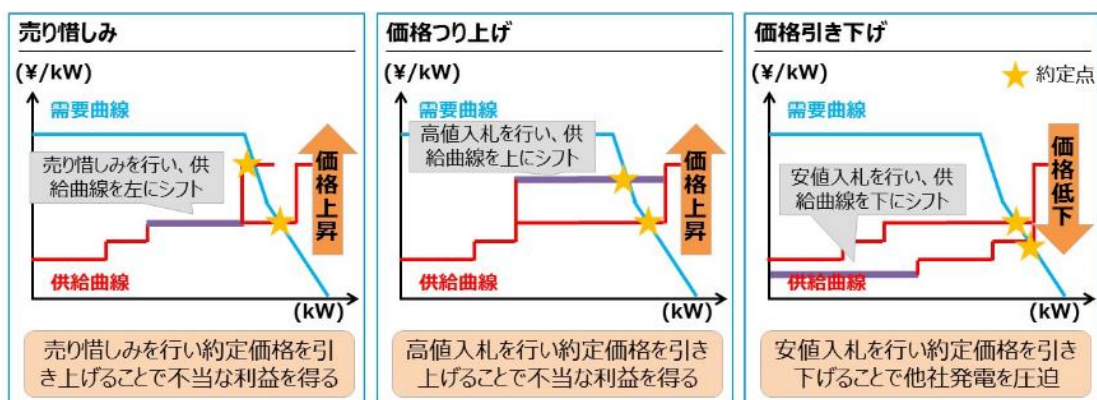 売り惜しみ
(¥/kW)
需要曲線
売り惜しみを行い、供
給曲線を左にシフト
価格上昇
供給曲線
(kW)
売り惜しみを行い約定価格を引
き上げることで不当な利益を得る
価格つり上げ
(¥/kW)
需要曲線
高値入札を行い、供
給曲線を上にシフト
価格上昇
供給曲線
(kW)
高値入札を行い約定価格を引き
上げることで不当な利益を得る
価格引き下げ
(¥/kW)
約定点
需要曲線
安値入札を行い、供
給曲線を下にシフト
価格低下
供給曲線
(kW)
安値入札を行い約定価格を引き
下げることで他社発電を圧迫